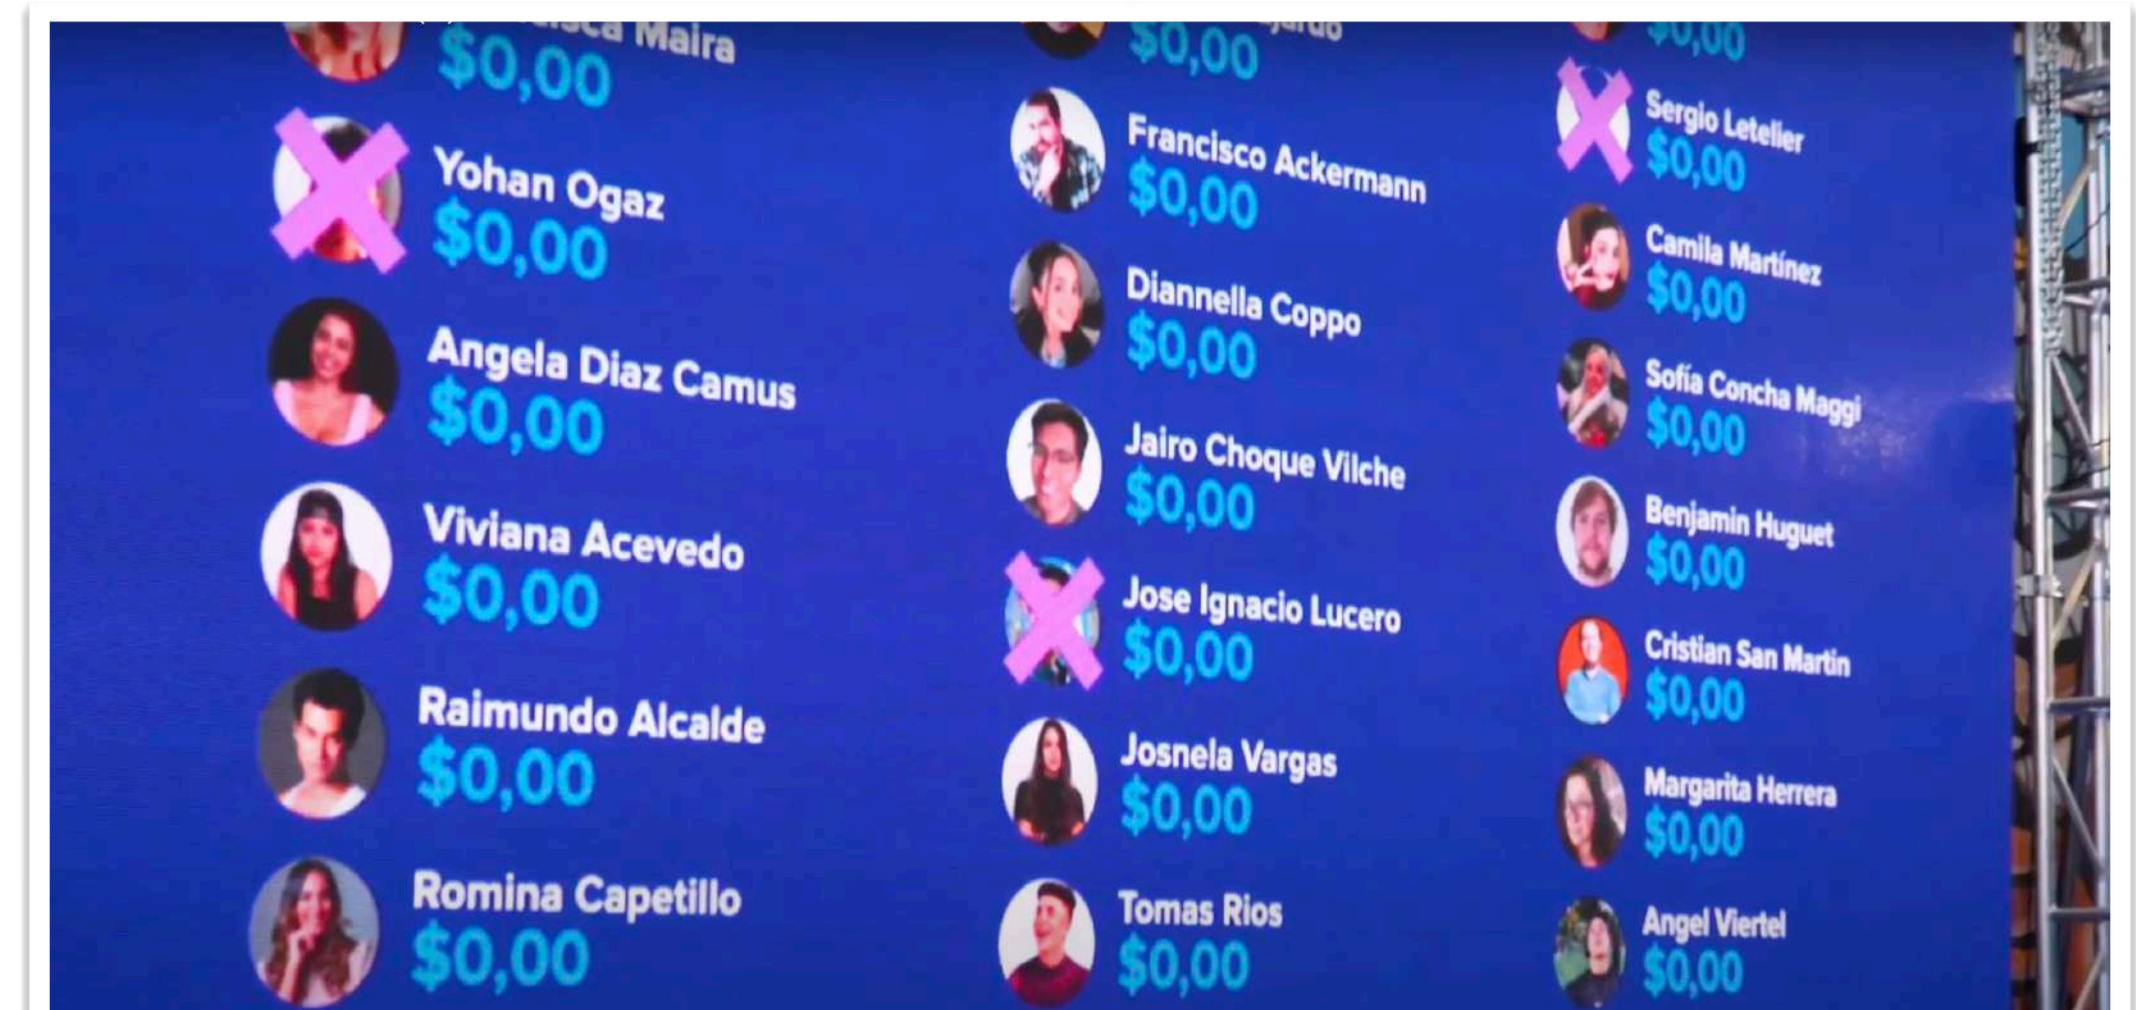 Maira
$0,00
Yohan Ogaz
$0,00
Angela Diaz Camus
$0,00
Viviana Acevedo
$0,00
Raimundo Alcalde
$0,00
Romina Capetillo
$0,00
$0,00
Francisco Ackermann
$0,00
Diannella Coppo
$0,00
Jairo Choque Vilche
$0,00
Jose Ignacio Lucero
$0,00
Josnela Vargas
$0,00
Tomas Rios
$0,00
$0,00
Sergio Letelier
$0,00
Camila Martínez
$0,00
Sofía Concha Maggi
$0,00
Benjamin Huguet
$0,00
Cristian San Martin
$0,00
Margarita Herrera
$0,00
Angel Viertel
$0,00